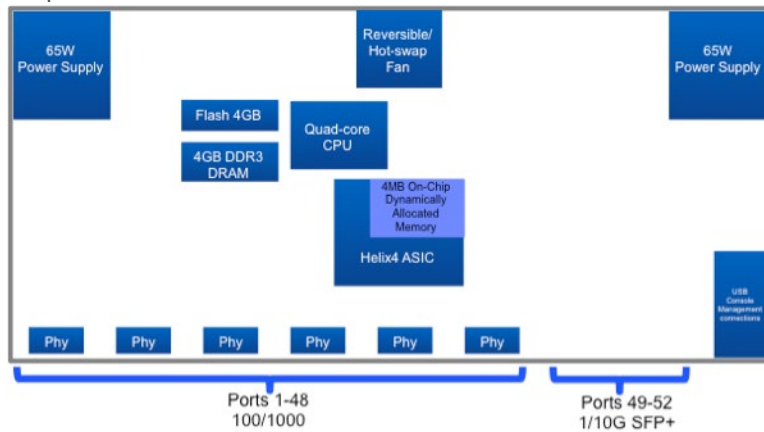 65W
Power Supply
Reversible/
Hot-swap
Fan
65W
Power Supply
Flash 4GB
Quad-core
CPU
4GB DDR3
DRAM
4MB On-Chip
Dynamically
Allocated
Memory
Helix4 ASIC
USB
Console
Management
connections
Phy
Phy
Phy
Phy
Phy
Phy
Ports 1-48
100/1000
Ports 49-52
1/10G SFP+